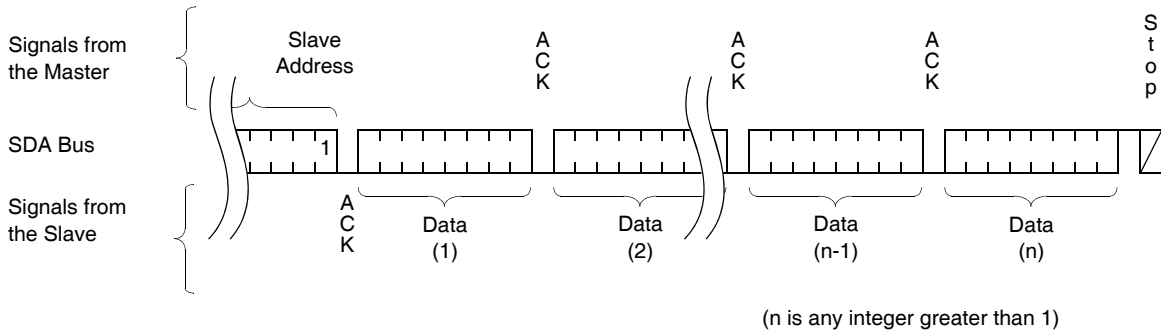 Signals from
the Master
Slave
Address
A
C
K
A
C
K
A
C
K
S
t
o
p
SDA Bus
1
Signals from
the Slave
A
C
K
Data
(1)
Data
(2)
Data
(n-1)
Data
(n)
(n is any integer greater than 1)